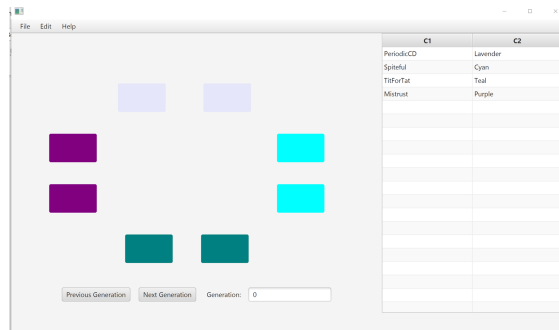 File Edit Help
C1 C2
PeriodicCD Lavender
Spiteful Cyan
TitForTat Teal
Mistrust Purple
Previous Generation Next Generation Generation: 0